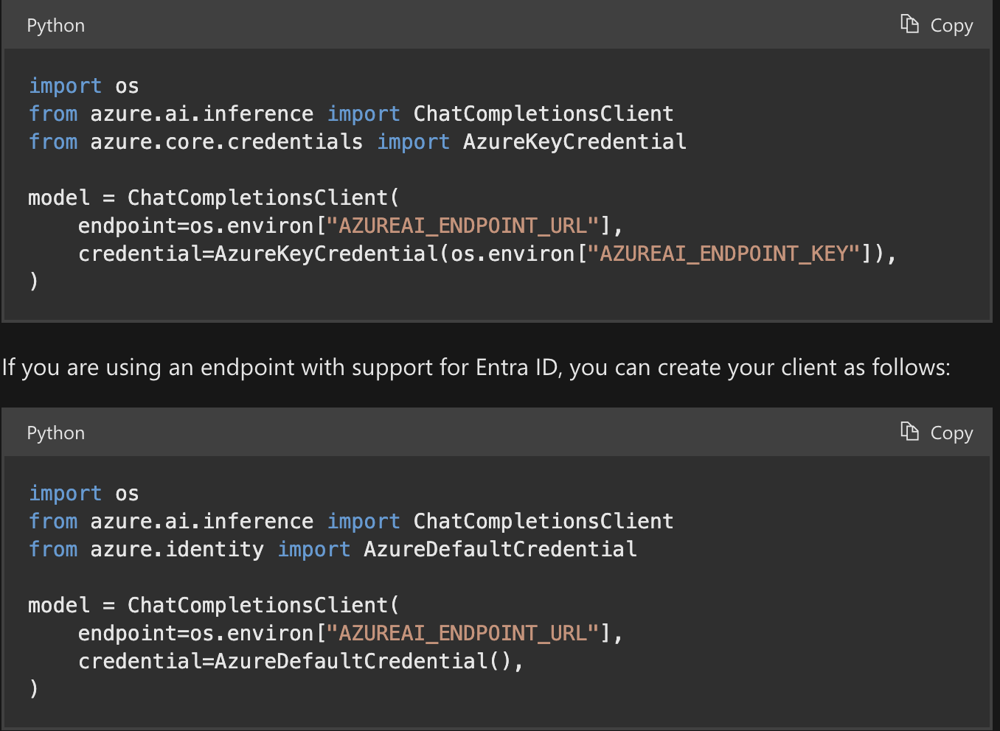 Python
Copy
import os
from azure.ai.inference import ChatCompletionsClient
from azure.core.credentials import AzureKeyCredential
model = ChatCompletionsClient(
    endpoint=os.environ["AZUREAI_ENDPOINT_URL"],
    credential=AzureKeyCredential(os.environ["AZUREAI_ENDPOINT_KEY"]),
)
If you are using an endpoint with support for Entra ID, you can create your client as follows:
Python
Copy
import os
from azure.ai.inference import ChatCompletionsClient
from azure.identity import AzureDefaultCredential
model = ChatCompletionsClient(
    endpoint=os.environ["AZUREAI_ENDPOINT_URL"],
    credential=AzureDefaultCredential(),
)